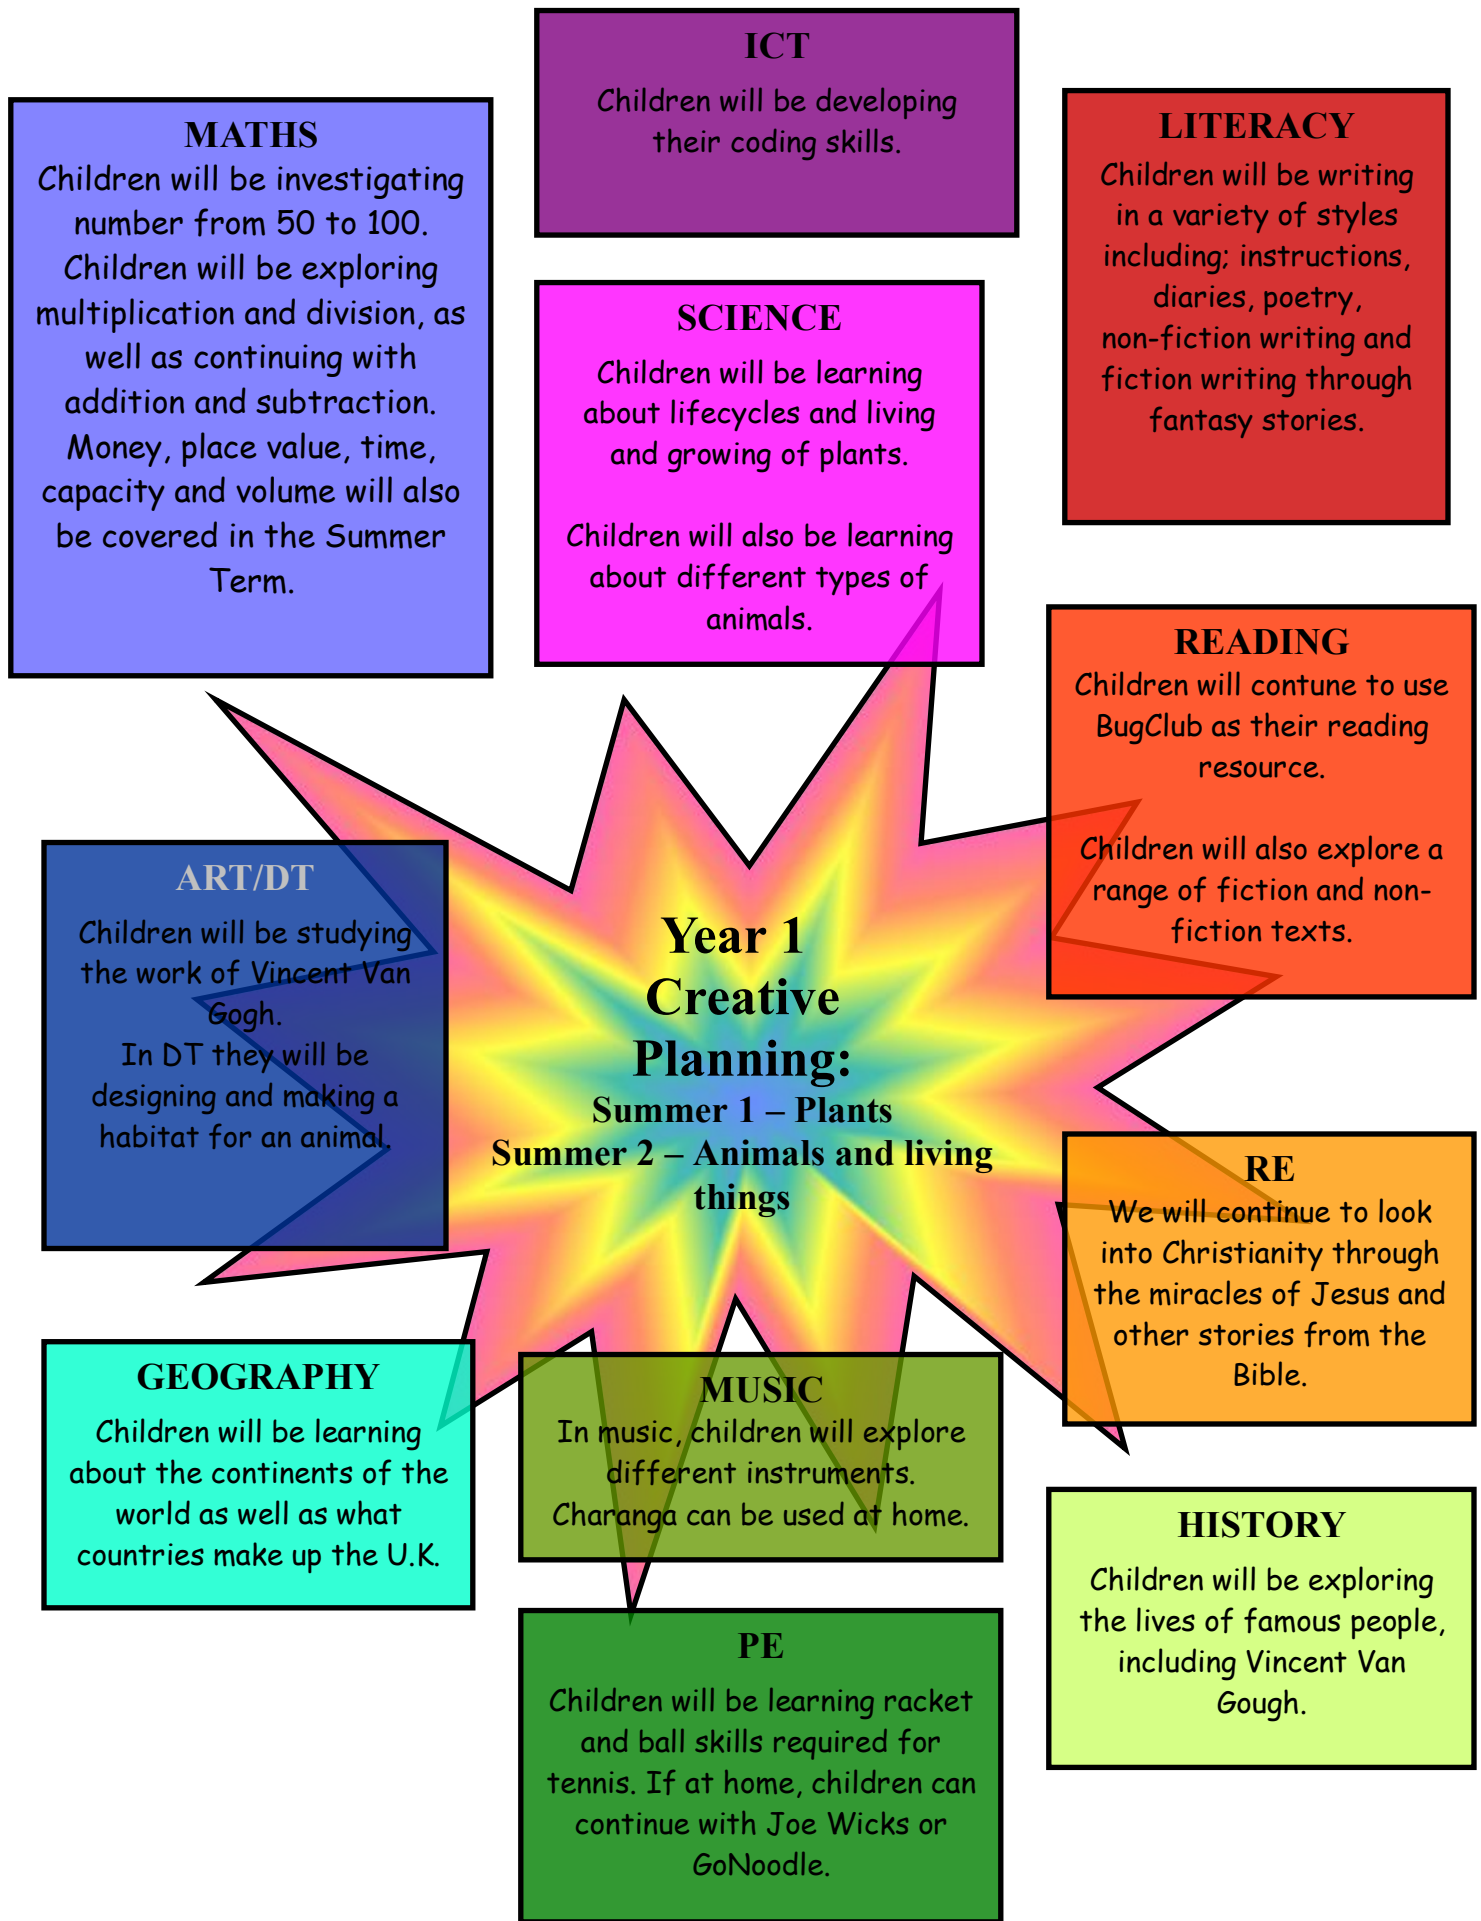 ICT
Children will be developing
their coding skills.
MATHS
Children will be investigating
number from 50 to 100.
Children will be exploring
multiplication and division, as
well as continuing with
addition and subtraction.
Money, place value, time,
capacity and volume will also
be covered in the Summer
Term.
LITERACY
Children will be writing
in a variety of styles
including; instructions,
diaries, poetry,
non-fiction writing and
fiction writing through
fantasy stories.
SCIENCE
Children will be learning
about lifecycles and living
and growing of plants.
Children will also be learning
about different types of
animals.
READING
Children will contune to use
BugClub as their reading
resource.
Children will also explore a
range of fiction and non-
fiction texts.
ART/DT
Children will be studying
the work of Vincent Van
Gogh.
In DT they will be
designing and making a
habitat for an animal.
Year 1
Creative
Planning:
Summer 1 – Plants
Summer 2 – Animals and living
things
RE
We will continue to look
into Christianity through
the miracles of Jesus and
other stories from the
Bible.
GEOGRAPHY
Children will be learning
about the continents of the
world as well as what
countries make up the U.K.
MUSIC
In music, children will explore
different instruments.
Charanga can be used at home.
HISTORY
Children will be exploring
the lives of famous people,
including Vincent Van
Gough.
PE
Children will be learning racket
and ball skills required for
tennis. If at home, children can
continue with Joe Wicks or
GoNoodle.